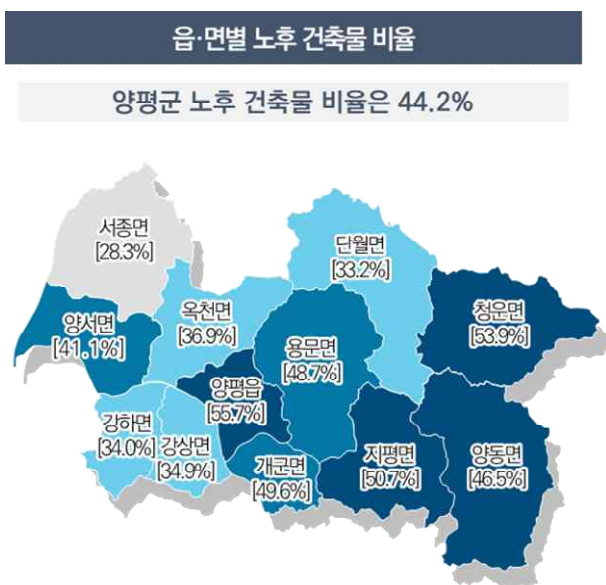 읍·면별 노후 건축물 비율
양평군 노후 건축물 비율은 44.2%
서종면
[28.3%]
단월면
[33.2%]
청운면
[53.9%]
옥천면
[36.9%]
양서면
[41.1%]
용문면
[48.7%]
양평읍
[55.7%]
강하면
[34.0%]
강상면
[34.9%]
개군면
[49.6%]
지평면
[50.7%]
양동면
[46.5%]